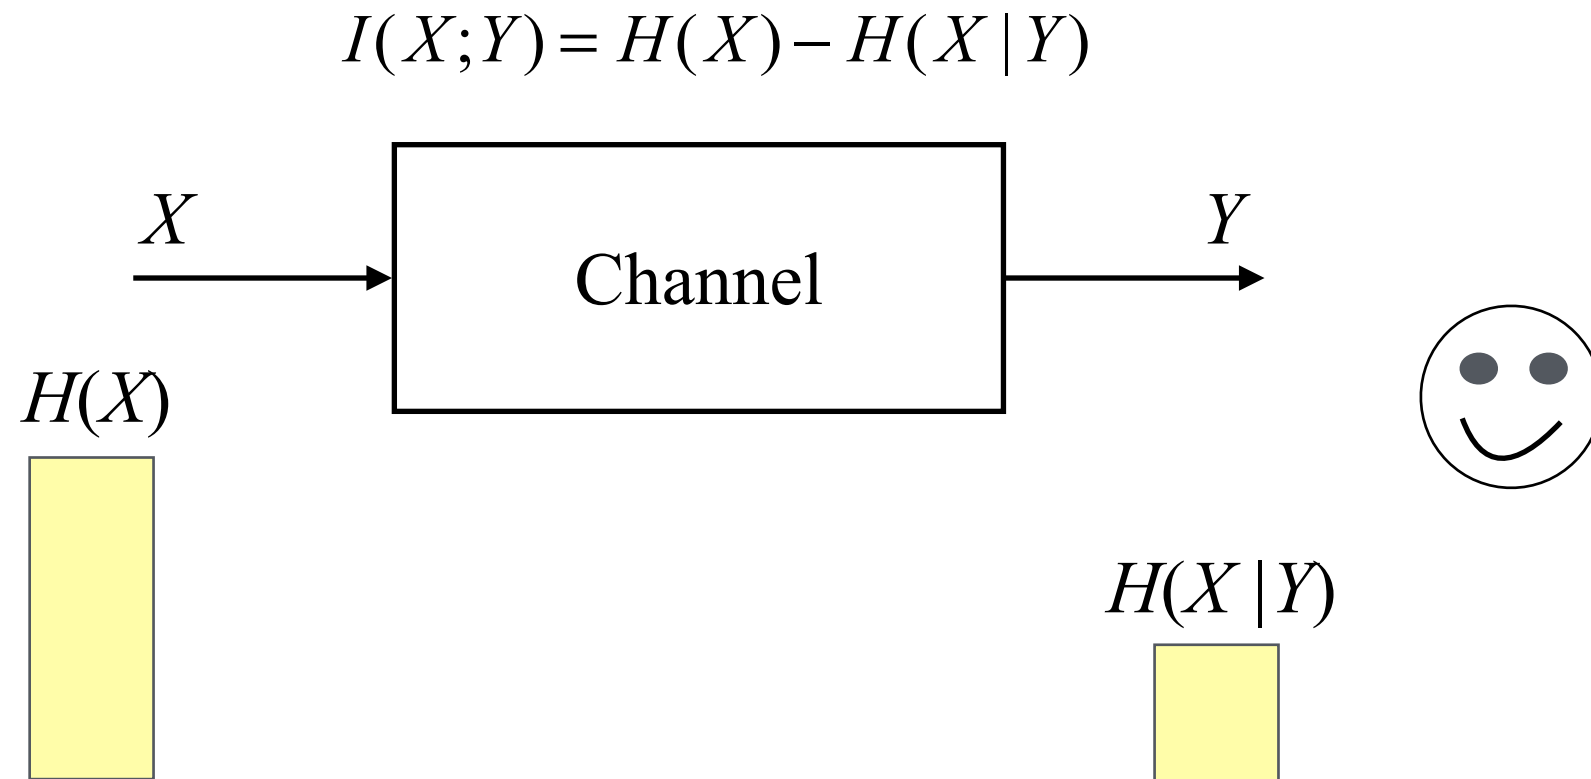 I(X;Y) = H(X) – H(X | Y)
X
Y
Channel
H(X)
H(X | Y)